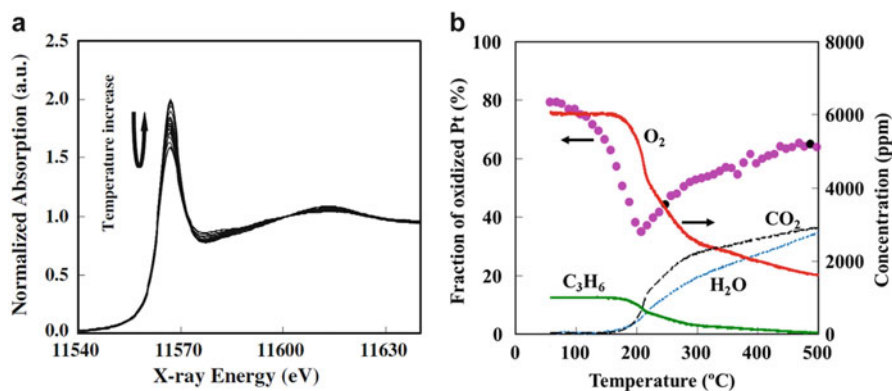 a
2.5
2.0
1.5
1.0
0.5
0.0
Normalized Absorption (a.u.)
Temperature increase
11540 11570 11600 11630
X-ray Energy (eV)
b
100
80
60
40
20
0
Fraction of oxidized Pt (%)
O2
CO2
H2O
C3H6
8000
6000
4000
2000
0
Concentration (ppm)
0 100 200 300 400 500
Temperature (ºC)